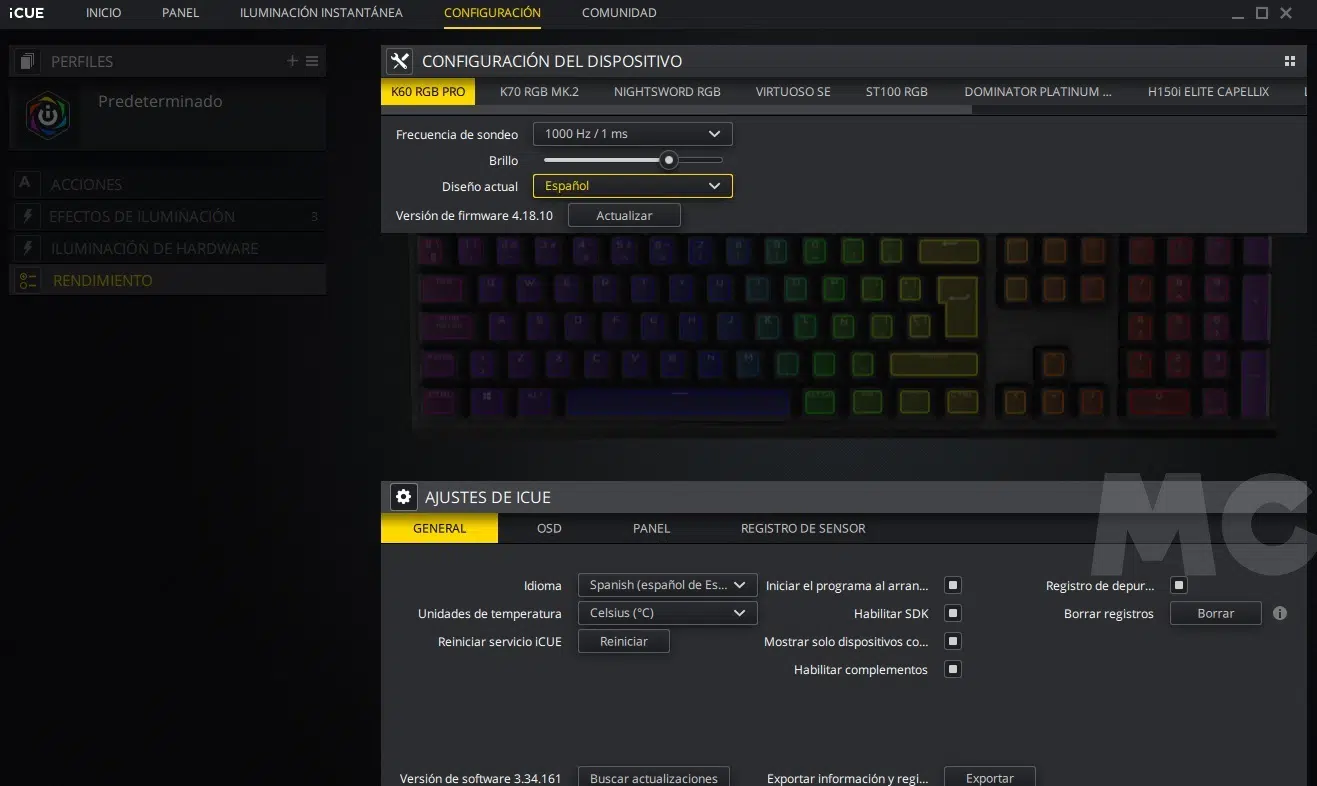 iCUE INICIO PANEL ILUMINACIÓN INSTANTÁNEA CONFIGURACIÓN COMUNIDAD
PERFILES
Predeterminado
A ACCIONES
EFECTOS DE ILUMINACIÓN 3
ILUMINACIÓN DE HARDWARE
RENDIMIENTO
CONFIGURACIÓN DEL DISPOSITIVO
K60 RGB PRO K70 RGB MK.2 NIGHTSWORD RGB VIRTUOSO SE ST100 RGB DOMINATOR PLATINUM ... H150i ELITE CAPELLIX
Frecuencia de sondeo 1000 Hz / 1 ms
Brillo
Diseño actual Español
Versión de firmware 4.18.10 Actualizar
AJUSTES DE ICUE
GENERAL OSD PANEL REGISTRO DE SENSOR
Idioma Spanish (español de Es... Iniciar el programa al arran... Registro de depur...
Unidades de temperatura Celsius (°C) Habilitar SDK Borrar registros Borrar
Reiniciar servicio iCUE Reiniciar Mostrar solo dispositivos co...
Habilitar complementos
Versión de software 3.34.161 Buscar actualizaciones Exportar información y regi... Exportar
MC